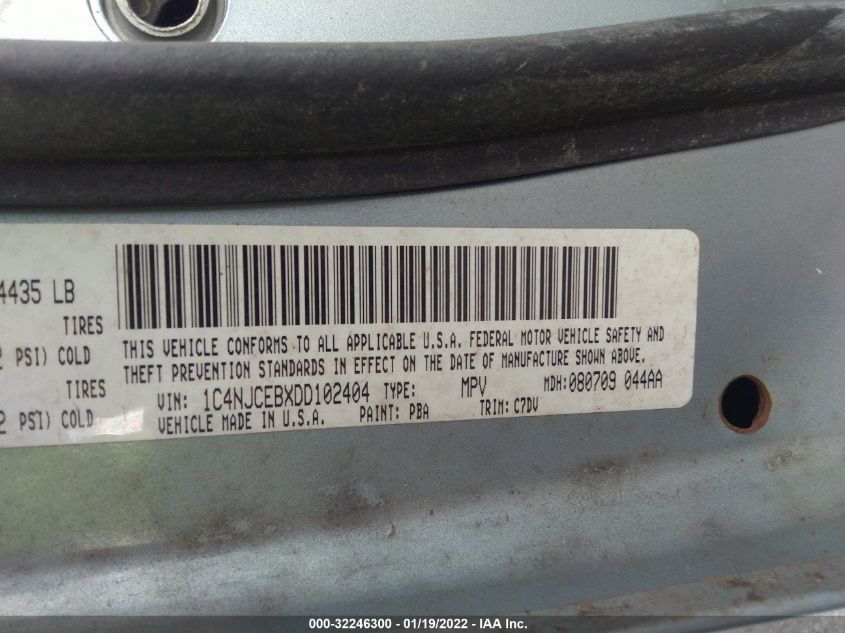 4435 LB
TIRES
PSI) COLD
TIRES
PSI) COLD
THIS VEHICLE CONFORMS TO ALL APPLICABLE U.S.A. FEDERAL MOTOR VEHICLE SAFETY AND
THEFT PREVENTION STANDARDS IN EFFECT ON THE DATE OF MANUFACTURE SHOWN ABOVE.
VIN: 1C4NJCEBXDD102404 TYPE: MPV MDH:080709 044AA
VEHICLE MADE IN U.S.A. PAINT: PBA TRIM: C7DV
000-32246300 - 01/19/2022 - IAA Inc.